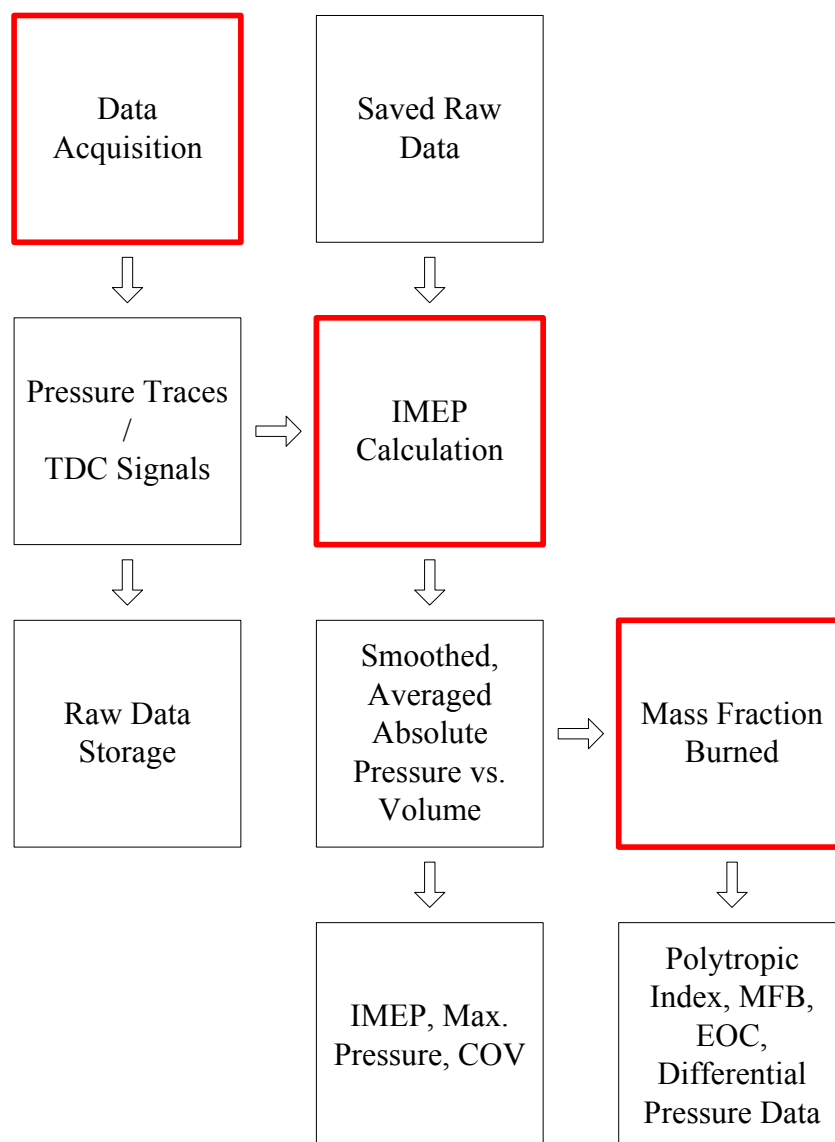 Data
Acquisition
Saved Raw
Data
Pressure Traces
/
TDC Signals
IMEP
Calculation
Raw Data
Storage
Smoothed,
Averaged
Absolute
Pressure vs.
Volume
Mass Fraction
Burned
IMEP, Max.
Pressure, COV
Polytropic
Index, MFB,
EOC,
Differential
Pressure Data